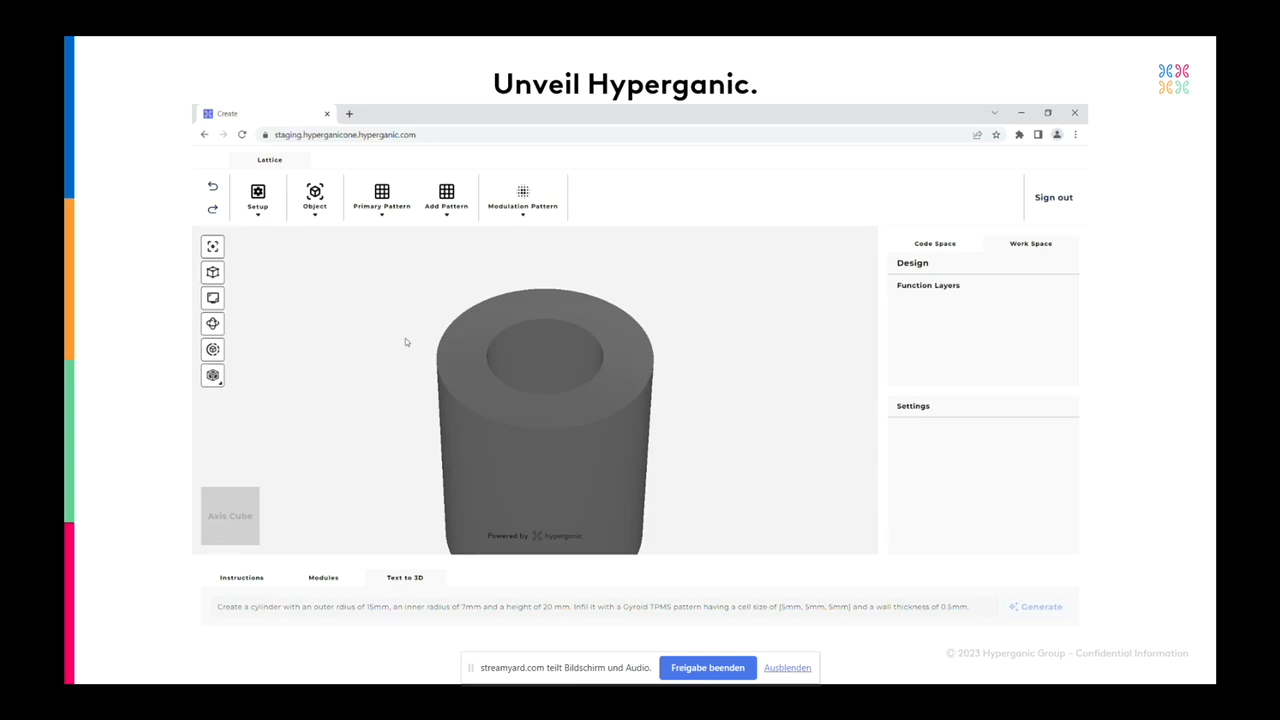 Unveil Hyperganic.
Create
staging.hyperganicone.hyperganic.com
Lattice
Setup
Object
Primary Pattern
Add Pattern
Modulation Pattern
Sign out
Code Space
Work Space
Design
Function Layers
Settings
Axis Cube
Powered by hyperganic
Instructions
Modules
Text to 3D
Create a cylinder with an outer rdius of 15mm, an inner radius of 7mm and a height of 20 mm. Infil it with a Gyroid TPMS pattern having a cell size of [5mm, 5mm, 5mm] and a wall thickness of 0.5mm.
Generate
© 2023 Hyperganic Group – Confidential Information
streamyard.com teilt Bildschirm und Audio.
Freigabe beenden
Ausblenden